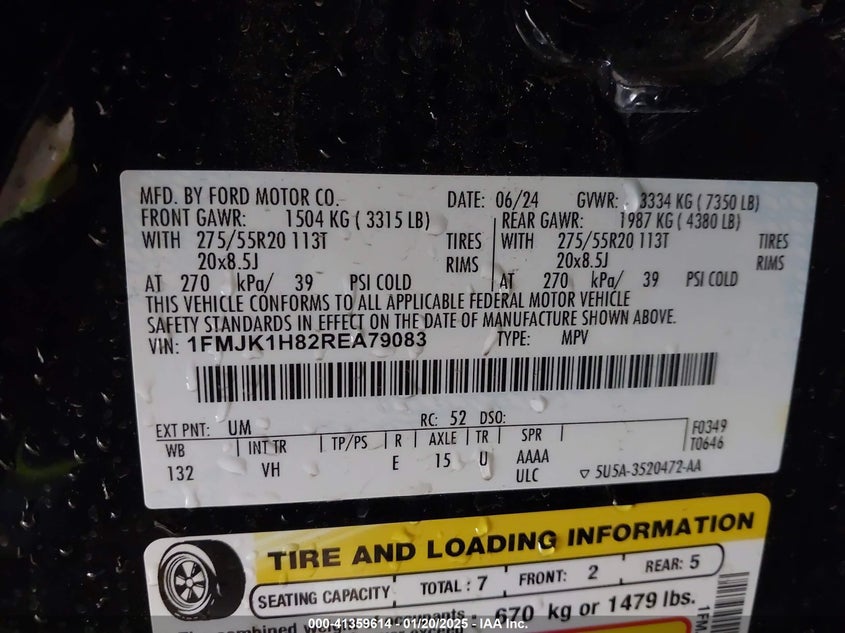 MFD. BY FORD MOTOR CO. DATE: 06/24 GVWR: 3334 KG ( 7350 LB)
FRONT GAWR: 1504 KG ( 3315 LB) REAR GAWR: 1987 KG ( 4380 LB)
WITH 275/55R20 113T TIRES WITH 275/55R20 113T TIRES
20x8.5J RIMS 20x8.5J RIMS
AT 270 kPa/ 39 PSI COLD AT 270 kPa/ 39 PSI COLD
THIS VEHICLE CONFORMS TO ALL APPLICABLE FEDERAL MOTOR VEHICLE
SAFETY STANDARDS IN EFFECT ON THE DATE OF MANUFACTURE SHOWN ABOVE.
VIN: 1FMJK1H82REA79083 TYPE: MPV
EXT PNT: UM RC: 52 DSO: F0349
WB INT TR TP/PS R AXLE TR SPR T0646
132 VH E 15 U AAAA
ULC ▽ 5U5A-3520472-AA
TIRE AND LOADING INFORMATION
SEATING CAPACITY TOTAL : 7 FRONT: 2 REAR: 5
670 kg or 1479 lbs.
000-41359614 - 01/20/2025 - IAA Inc.